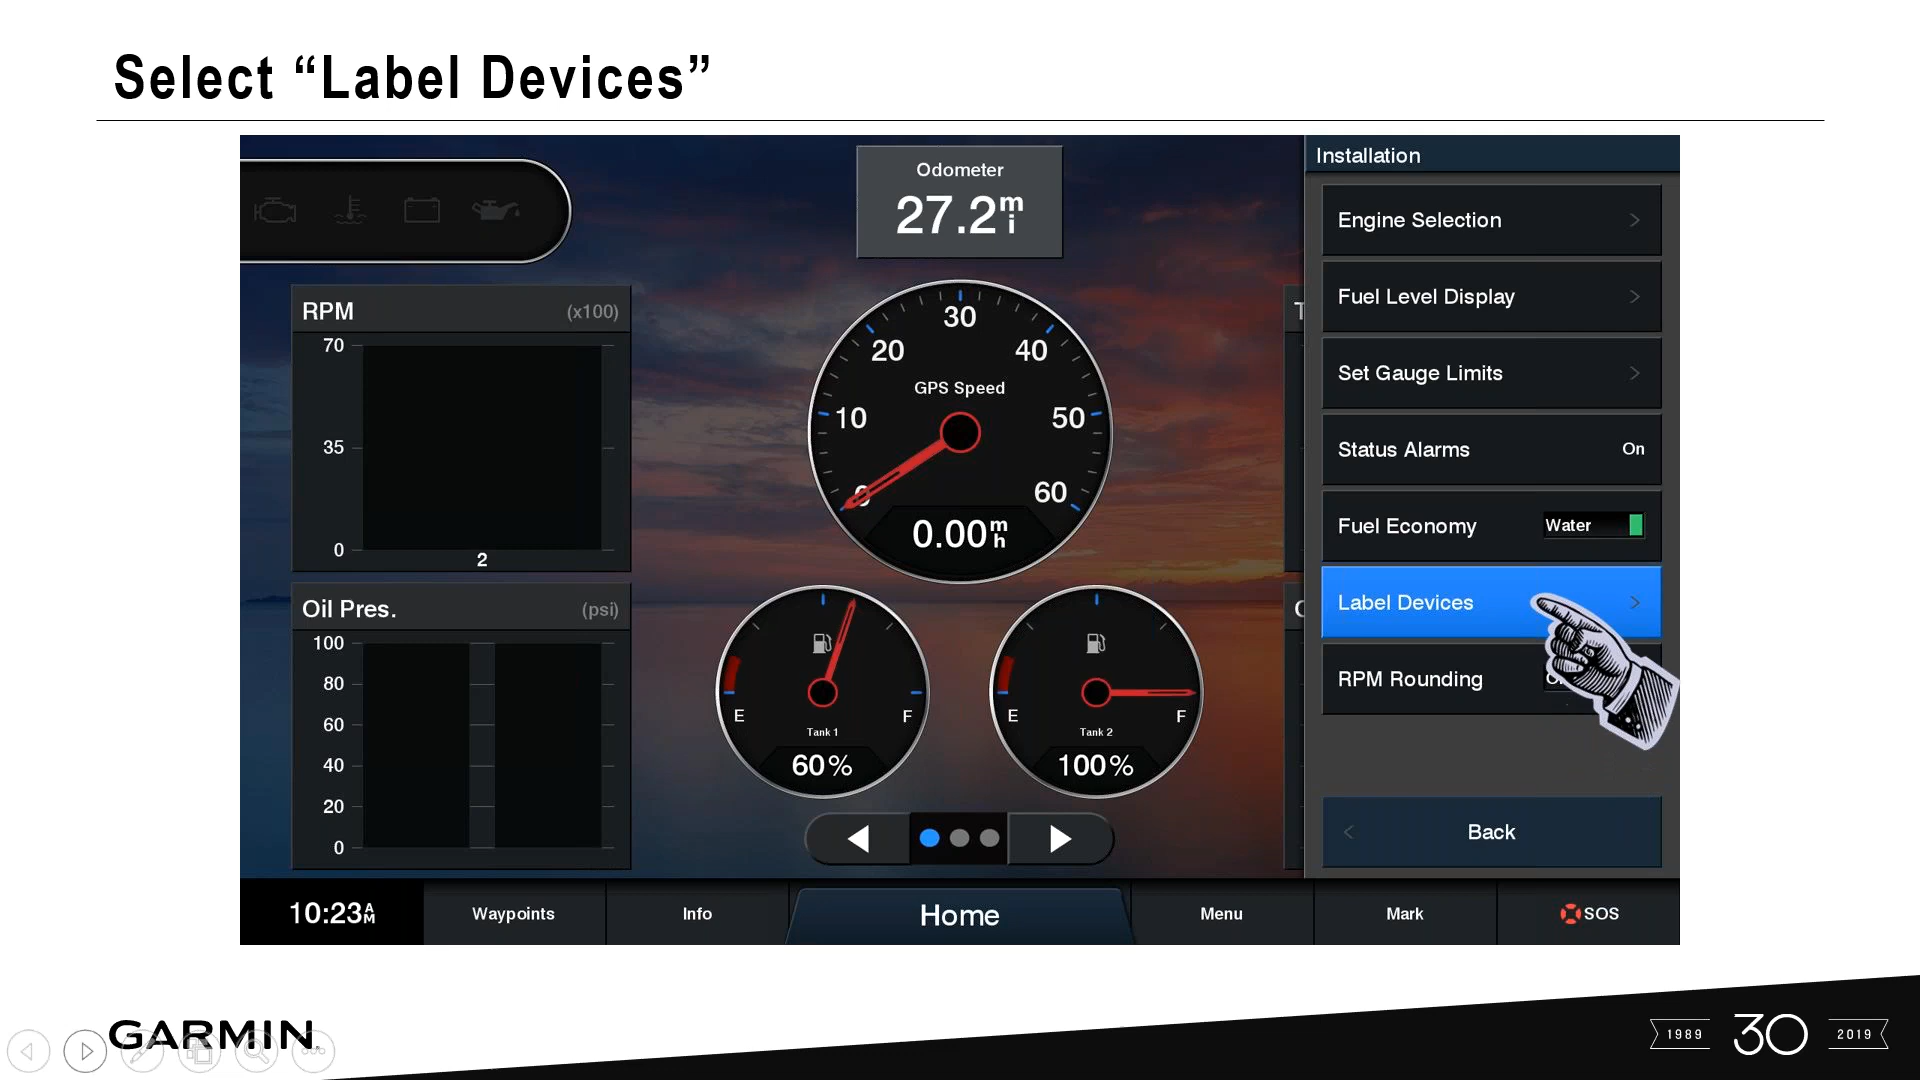 Select “Label Devices”
Odometer
27.2mi
RPM (x100)
70
35
0
2
Oil Pres. (psi)
100
80
60
40
20
0
0
10
20
30
40
50
60
GPS Speed
0.00mh
E
F
Tank 1
60%
E
F
Tank 2
100%
Installation
Engine Selection
Fuel Level Display
Set Gauge Limits
Status Alarms On
Fuel Economy Water
Label Devices
RPM Rounding
Back
10:23AM
Waypoints
Info
Home
Menu
Mark
SOS
GARMIN
1989
30
2019